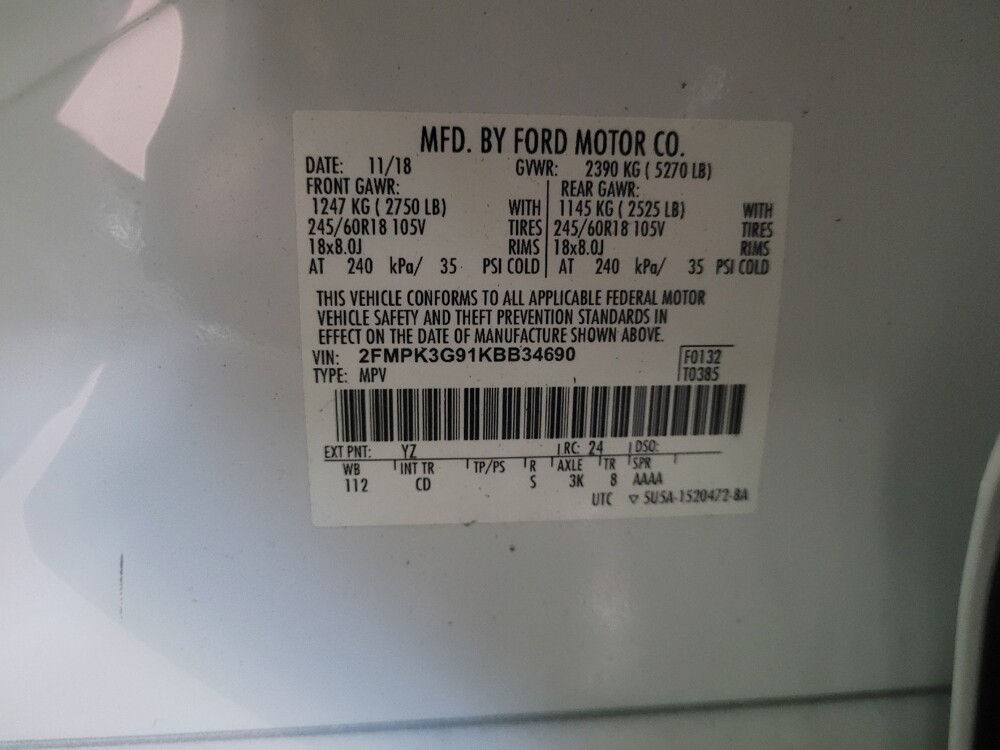 MFD. BY FORD MOTOR CO.
DATE: 11/18 GVWR: 2390 KG ( 5270 LB)
FRONT GAWR: REAR GAWR:
1247 KG ( 2750 LB) WITH 1145 KG ( 2525 LB) WITH
245/60R18 105V TIRES 245/60R18 105V TIRES
18x8.0J RIMS 18x8.0J RIMS
AT 240 kPa/ 35 PSI COLD AT 240 kPa/ 35 PSI COLD
THIS VEHICLE CONFORMS TO ALL APPLICABLE FEDERAL MOTOR
VEHICLE SAFETY AND THEFT PREVENTION STANDARDS IN
EFFECT ON THE DATE OF MANUFACTURE SHOWN ABOVE.
VIN: 2FMPK3G91KBB34690 F0132
TYPE: MPV T0385
EXT PNT: YZ RC: 24 DSO:
WB INT TR TP/PS R AXLE TR SPR
112 CD S 3K 8 AAAA
UTC ▽ 5U5A-1520472-BA